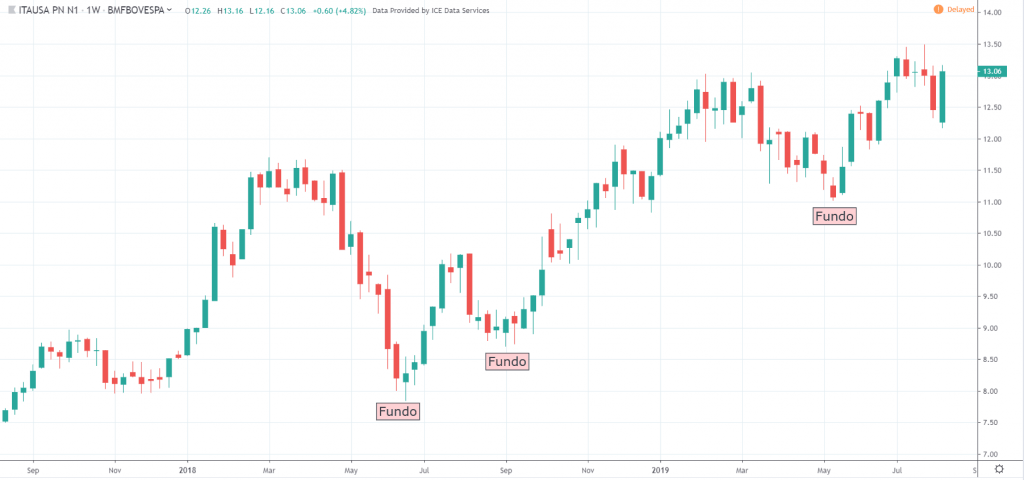 ITAUSA PN N1 · 1W · BMFBOVESPA O12.26 H13.16 L12.16 C13.06 +0.60 (+4.82%) Data Provided by ICE Data Services
! Delayed
14.00
13.50
13.06
13.00
12.50
12.00
11.50
11.00
10.50
10.00
9.50
9.00
8.50
8.00
7.50
7.00
Fundo
Fundo
Fundo
Sep Nov 2018 Mar May Jul Sep Nov 2019 Mar May Jul S